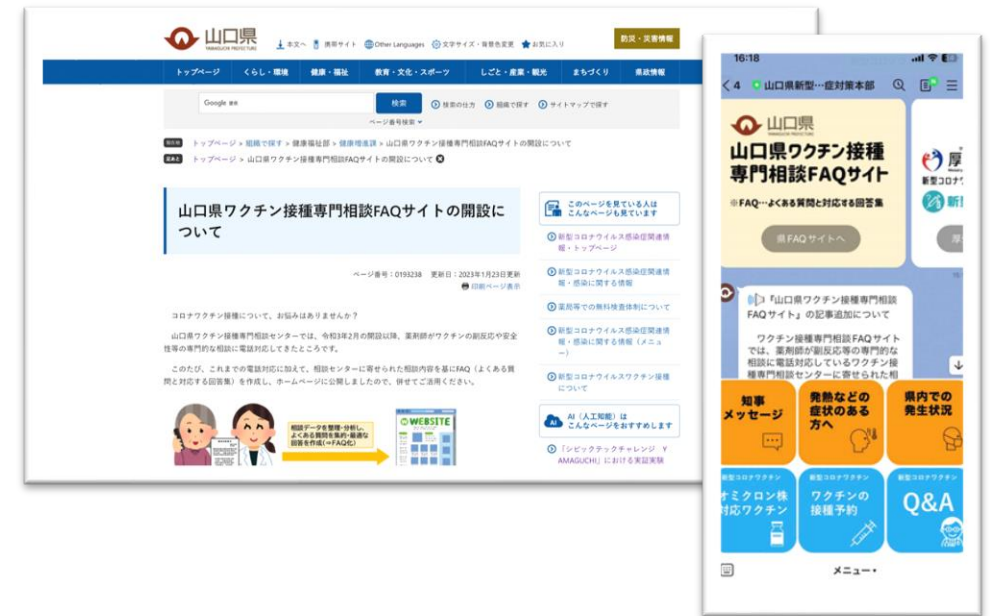 山口県
YAMAGUCHI PREFECTURE
本文へ 携帯サイト Other Languages 文字サイズ・背景色変更 お気に入り
防災・災害情報
トップページ くらし・環境 健康・福祉 教育・文化・スポーツ しごと・産業・観光 まちづくり 県政情報
Google 検索 検索の仕方 組織で探す サイトマップで探す
ページ番号検索
現在地 トップページ > 組織で探す > 健康福祉部 > 健康増進課 > 山口県ワクチン接種専門相談FAQサイトの開設について
足あと トップページ > 山口県ワクチン接種専門相談FAQサイトの開設について
山口県ワクチン接種専門相談FAQサイトの開設に
ついて
ページ番号：0193238 更新日：2023年1月23日更新
印刷ページ表示
コロナワクチン接種について。お悩みはありませんか？
山口県ワクチン接種専門相談センターでは、令和3年2月の開設以降、薬剤師がワクチンの副反応や安全
性等の専門的な相談に電話対応してきたところです。
このたび、これまでの電話対応に加えて、相談センターに寄せられた相談内容を基にFAQ（よくある質
問と対応する回答集）を作成し、ホームページに公開しましたので、併せてご活用ください。
相談データを整理・分析し、
よくある質問を集約・最適な
回答を作成（⇒FAQ化）
WEBSITE
このページを見ている人は
こんなページも見ています
新型コロナウイルス感染症関連情
報・トップページ
新型コロナウイルス感染症関連情
報・感染に関する情報
薬局等での無料検査体制について
新型コロナウイルス感染症関連情
報・感染に関する情報（メニュ
ー）
新型コロナウイルスワクチン接種
について
AI AI（人工知能）は
こんなページをおすすめします
「シビックテックチャレンジ Y
AMAGUCHI」における実証実験
16:18
4 山口県新型…症対策本部
山口県
山口県ワクチン接種
専門相談FAQサイト
※FAQ…よくある質問と対応する回答集
県FAQサイトへ
厚
新型コロナワ
新
厚
『山口県ワクチン接種専門相談
FAQサイト』の記事追加について
ワクチン接種専門相談FAQサイト
では、薬剤師が副反応等の専門的な
相談に電話対応しているワクチン接
種専門相談センターに寄せられた相
知事
メッセージ
発熱などの
症状のある
方へ
県内での
発生状況
新型コロナワクチン
オミクロン株
対応ワクチン
新型コロナワクチン
ワクチンの
接種予約
新型コロナワクチン
Q&A
メニュー